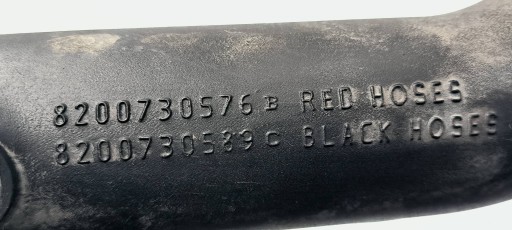 8200730576 B RED HOSES
8200730589 C BLACK HOSES